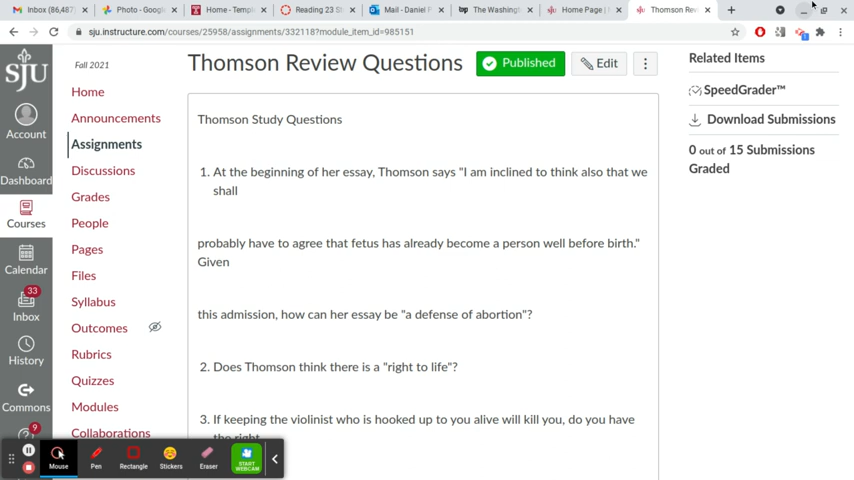 Inbox (86,487)
Photo - Google
Home - Templ
Reading 23 St
Mail - Daniel P
The Washingt
Home Page |
Thomson Rev
sju.instructure.com/courses/25958/assignments/332118?module_item_id=985151
SJU
Account
Dashboard
Courses
Calendar
33
Inbox
History
Commons
9
Fall 2021
Home
Announcements
Assignments
Discussions
Grades
People
Pages
Files
Syllabus
Outcomes
Rubrics
Quizzes
Modules
Collaborations
Thomson Review Questions
Published
Edit
Thomson Study Questions
1. At the beginning of her essay, Thomson says "I am inclined to think also that we
shall
probably have to agree that fetus has already become a person well before birth."
Given
this admission, how can her essay be "a defense of abortion"?
2. Does Thomson think there is a "right to life"?
3. If keeping the violinist who is hooked up to you alive will kill you, do you have
the right
Related Items
SpeedGrader™
Download Submissions
0 out of 15 Submissions
Graded
Mouse
Pen
Rectangle
Stickers
Eraser
START
WEBCAM